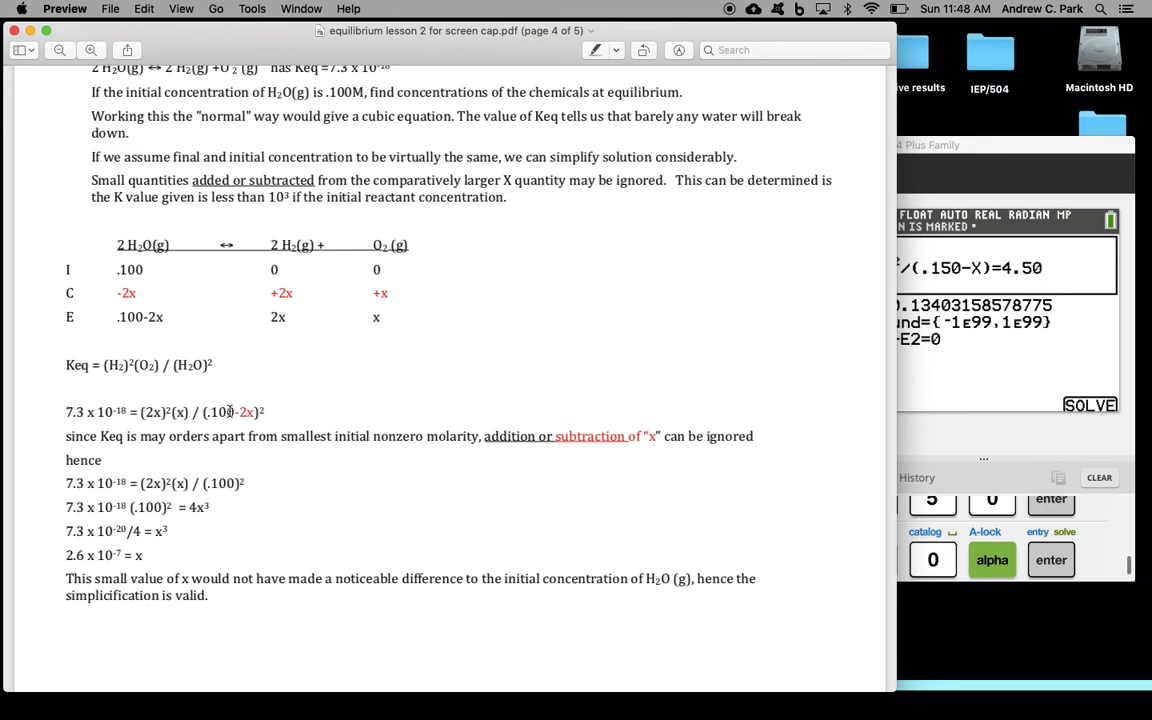 Preview File Edit View Go Tools Window Help Sun 11:48 AM Andrew C. Park
equilibrium lesson 2 for screen cap.pdf (page 4 of 5)
Search
2 H₂O(g) ↔ 2 H₂(g) +O ₂ (g) has Keq =7.3 x 10⁻¹⁸
If the initial concentration of H₂O(g) is .100M, find concentrations of the chemicals at equilibrium.
Working this the "normal" way would give a cubic equation. The value of Keq tells us that barely any water will break
down.
If we assume final and initial concentration to be virtually the same, we can simplify solution considerably.
Small quantities added or subtracted from the comparatively larger X quantity may be ignored. This can be determined is
the K value given is less than 10³ if the initial reactant concentration.
2 H₂O(g) ↔ 2 H₂(g) + O₂ (g)
I .100 0 0
C -2x +2x +x
E .100-2x 2x x
Keq = (H₂)²(O₂) / (H₂O)²
7.3 x 10⁻¹⁸ = (2x)²(x) / (.100-2x)²
since Keq is may orders apart from smallest initial nonzero molarity, addition or subtraction of “x” can be ignored
hence
7.3 x 10⁻¹⁸ = (2x)²(x) / (.100)²
7.3 x 10⁻¹⁸ (.100)² = 4x³
7.3 x 10⁻²⁰/4 = x³
2.6 x 10⁻⁷ = x
This small value of x would not have made a noticeable difference to the initial concentration of H₂O (g), hence the
simplicification is valid.
ive results
IEP/504
Macintosh HD
4 Plus Family
FLOAT AUTO REAL RADIAN MP
N IS MARKED
/(.150-X)=4.50
0.13403158578775
und={-1E99,1E99}
-E2=0
SOLVE
History
CLEAR
5 0 enter
catalog A-lock entry solve
0 alpha enter